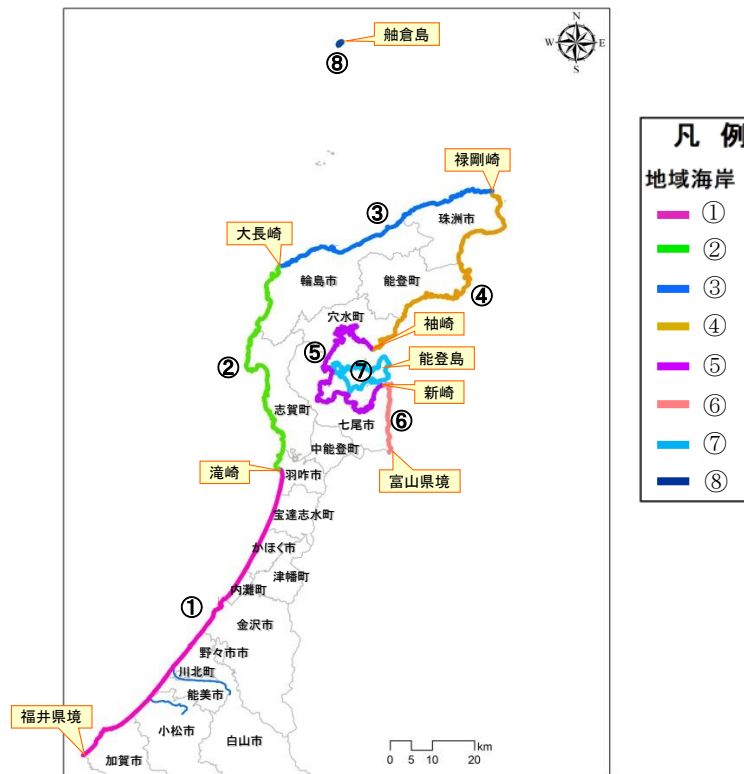 舳倉島
⑧
N
W
E
S
禄剛崎
③
珠洲市
大長崎
輪島市
能登町
④
穴水町
袖崎
⑤
能登島
⑦
②
新崎
志賀町
七尾市
⑥
中能登町
滝崎
羽咋市
富山県境
宝達志水町
かほく市
津幡町
内灘町
①
金沢市
野々市市
川北町
能美市
福井県境
小松市
白山市
加賀市
km
0 5 10 20
凡 例
地域海岸
①
②
③
④
⑤
⑥
⑦
⑧